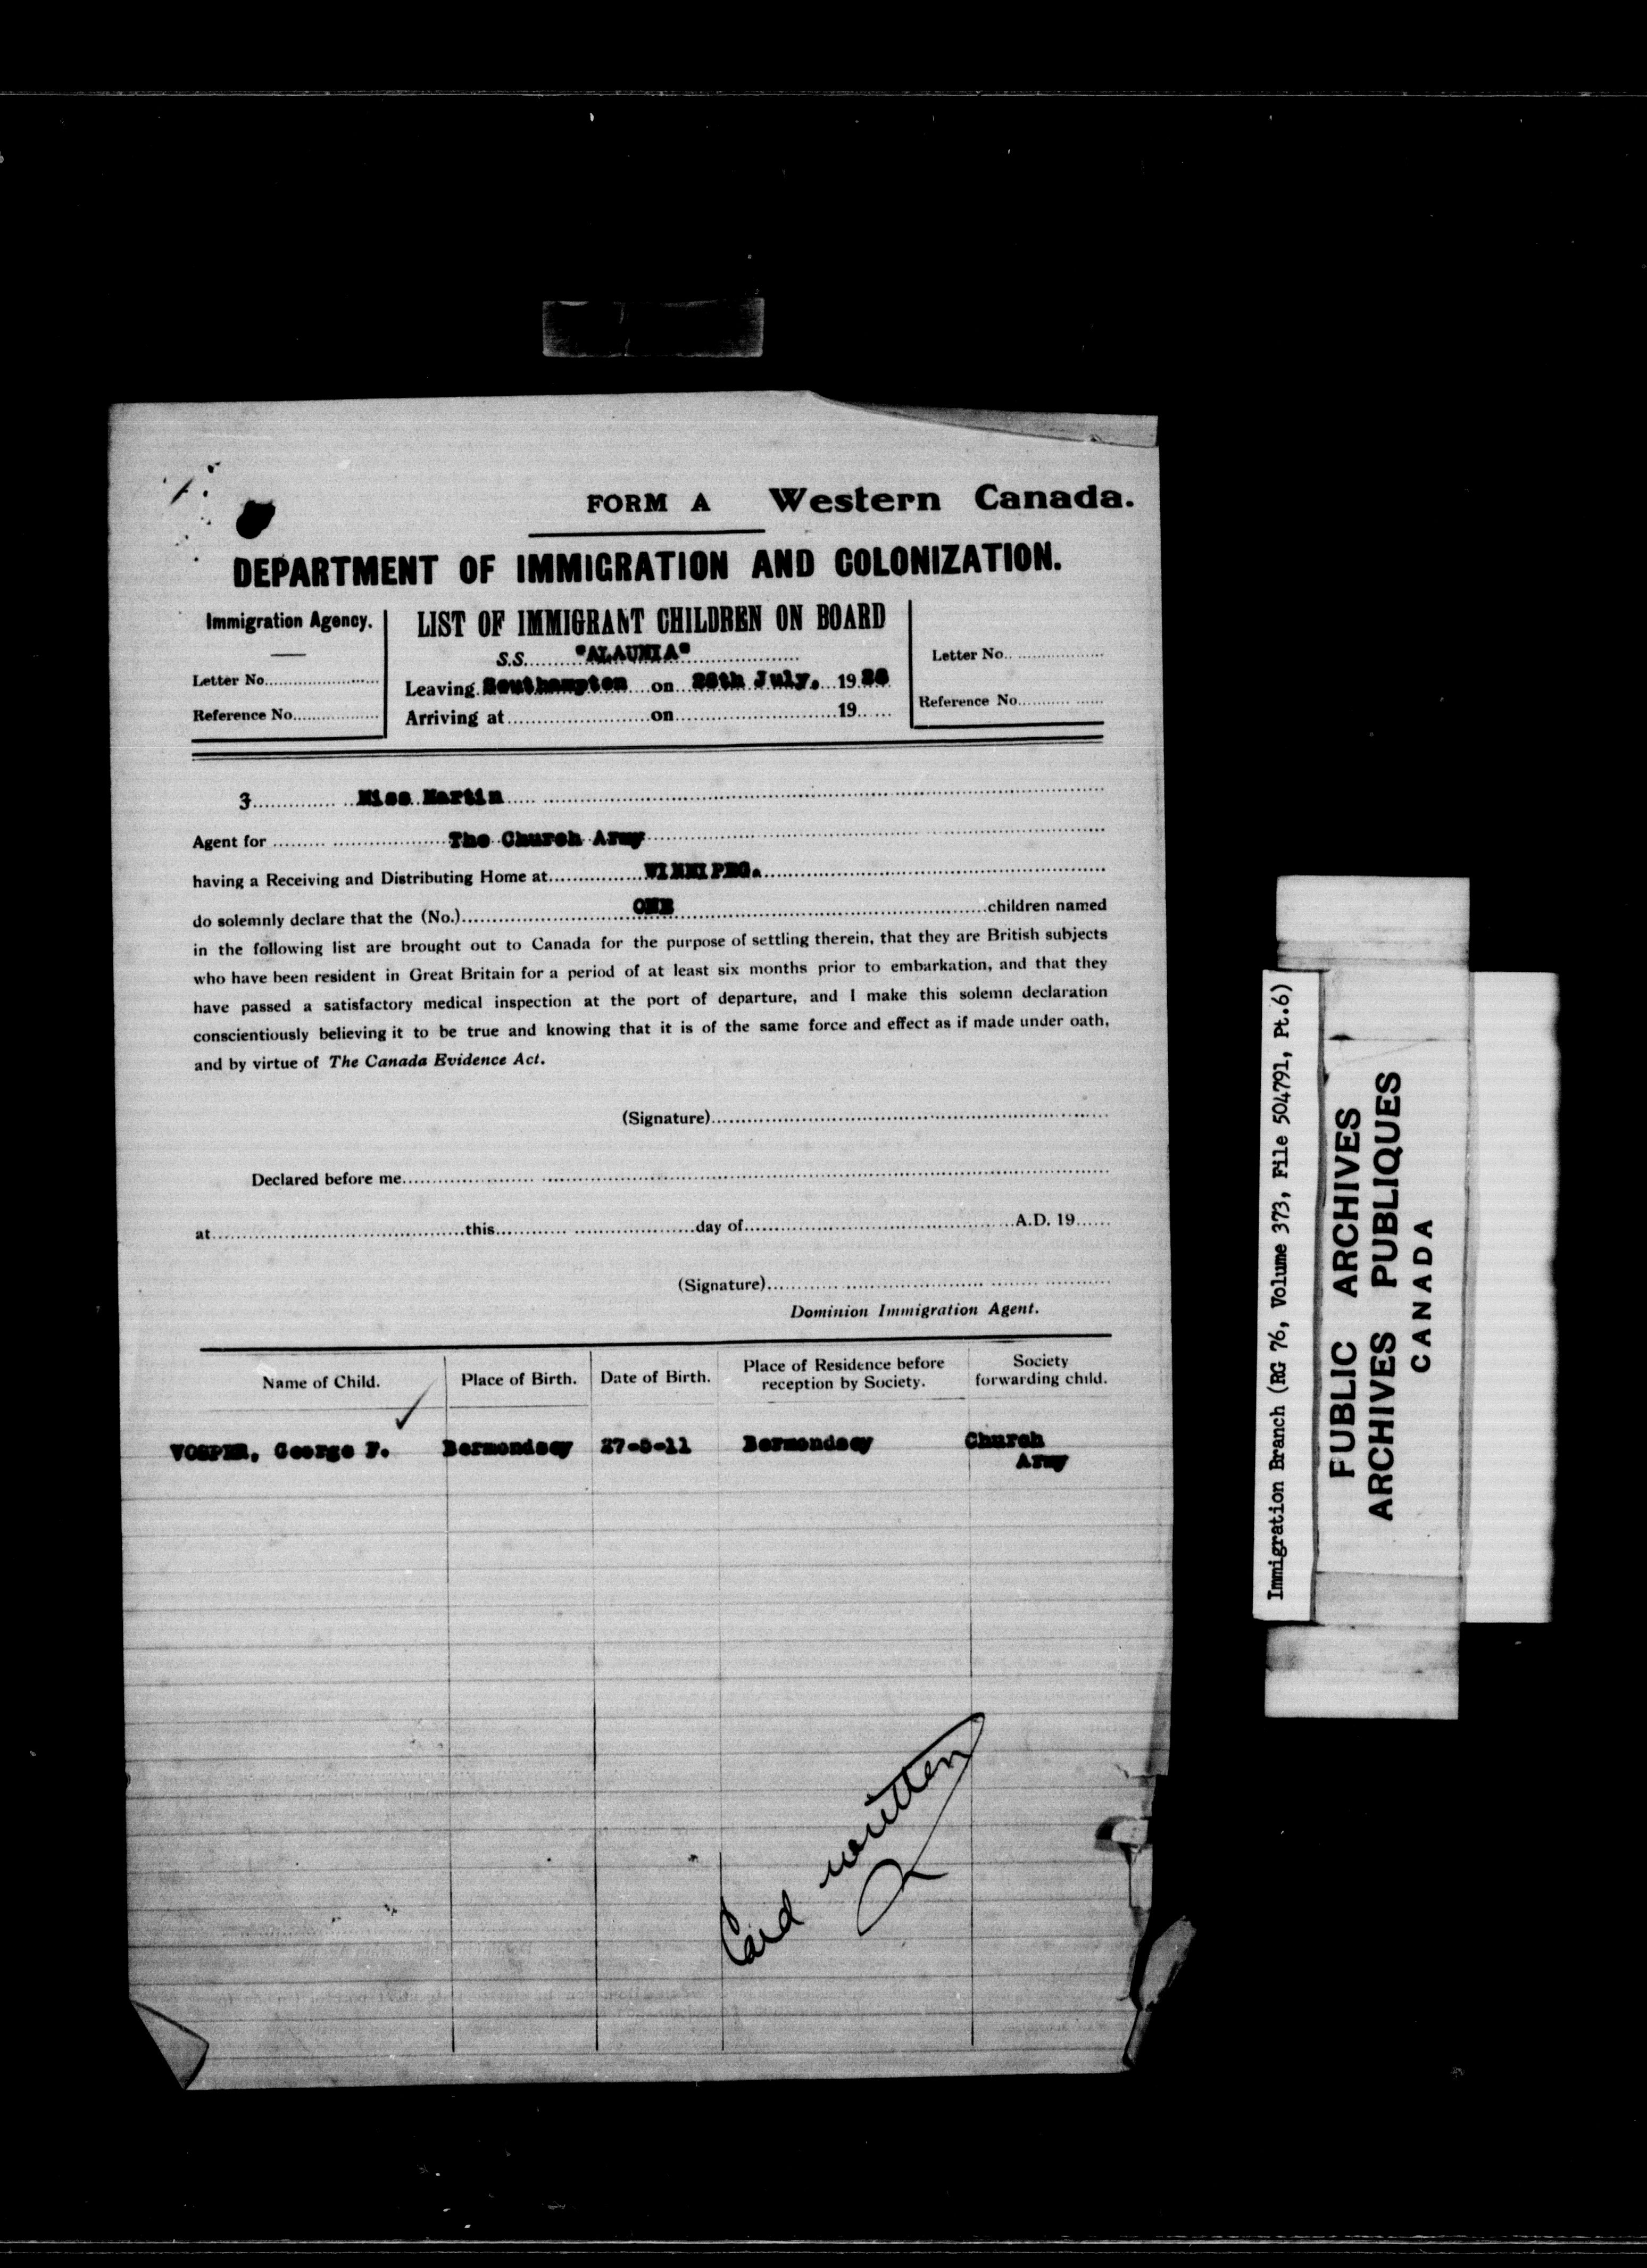 FORM A Western Canada.
DEPARTMENT OF IMMIGRATION AND COLONIZATION.
Immigration Agency.
Letter No.
Reference No.
LIST OF IMMIGRANT CHILDREN ON BOARD
S.S. "ALAUNIA"
Leaving Southampton on July, 19
Arriving at on 19
Letter No.
Reference No.
Miss Martin
Agent for The Church Army
having a Receiving and Distributing Home at WINNIPEG.
do solemnly declare that the (No.) ONE children named
in the following list are brought out to Canada for the purpose of settling therein, that they are British subjects
who have been resident in Great Britain for a period of at least six months prior to embarkation, and that they
have passed a satisfactory medical inspection at the port of departure, and I make this solemn declaration
conscientiously believing it to be true and knowing that it is of the same force and effect as if made under oath,
and by virtue of The Canada Evidence Act.
(Signature)
Declared before me
at this day of A.D. 19
(Signature)
Dominion Immigration Agent.
Name of Child. Place of Birth. Date of Birth. Place of Residence before reception by Society. Society forwarding child.
VOSPER, George F. Bermondsey Bermondsey Church
Army
Card written
Immigration Branch (RG 76, Volume 373, File 504791, Pt.6)
PUBLIC ARCHIVES
ARCHIVES PUBLIQUES
CANADA